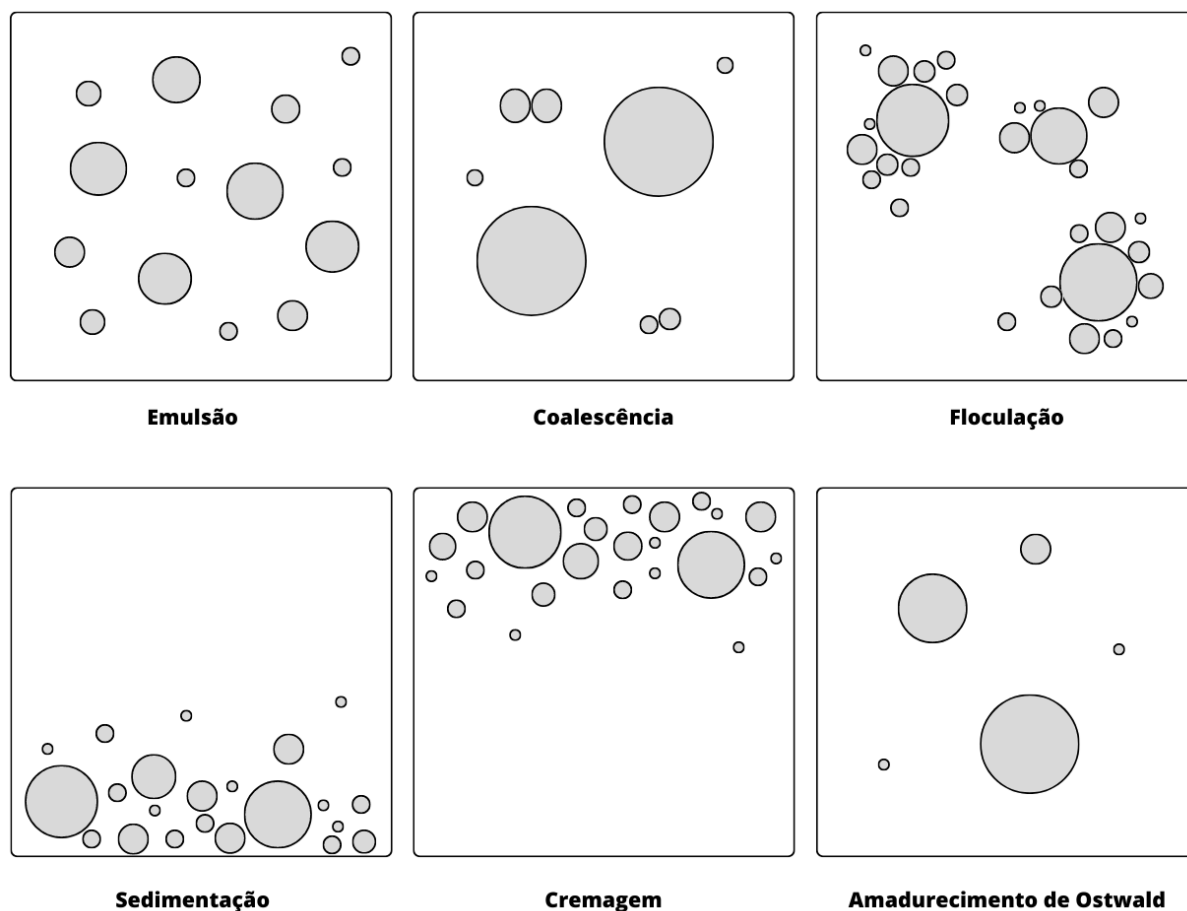 Emulsão
Coalescência
Floculação
Sedimentação
Cremagem
Amadurecimento de Ostwald